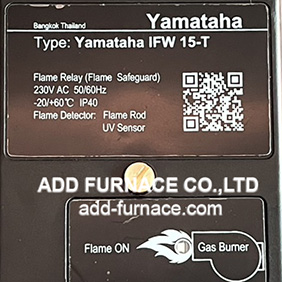 Bangkok Thailand
Yamataha
Type: Yamataha IFW 15-T
Flame Relay (Flame Safeguard)
230V AC 50/60Hz
-20/+60°C IP40
Flame Detector: Flame Rod
UV Sensor
ADD FURNACE CO.,LTD
add-furnace.com
Flame ON
Gas Burner